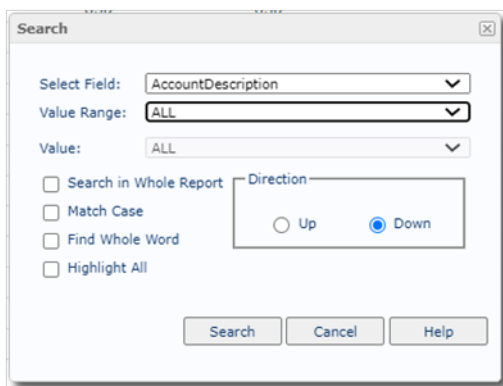 Search
Select Field: AccountDescription
Value Range: ALL
Value: ALL
Search in Whole Report
Direction
Match Case
Up Down
Find Whole Word
Highlight All
Search Cancel Help